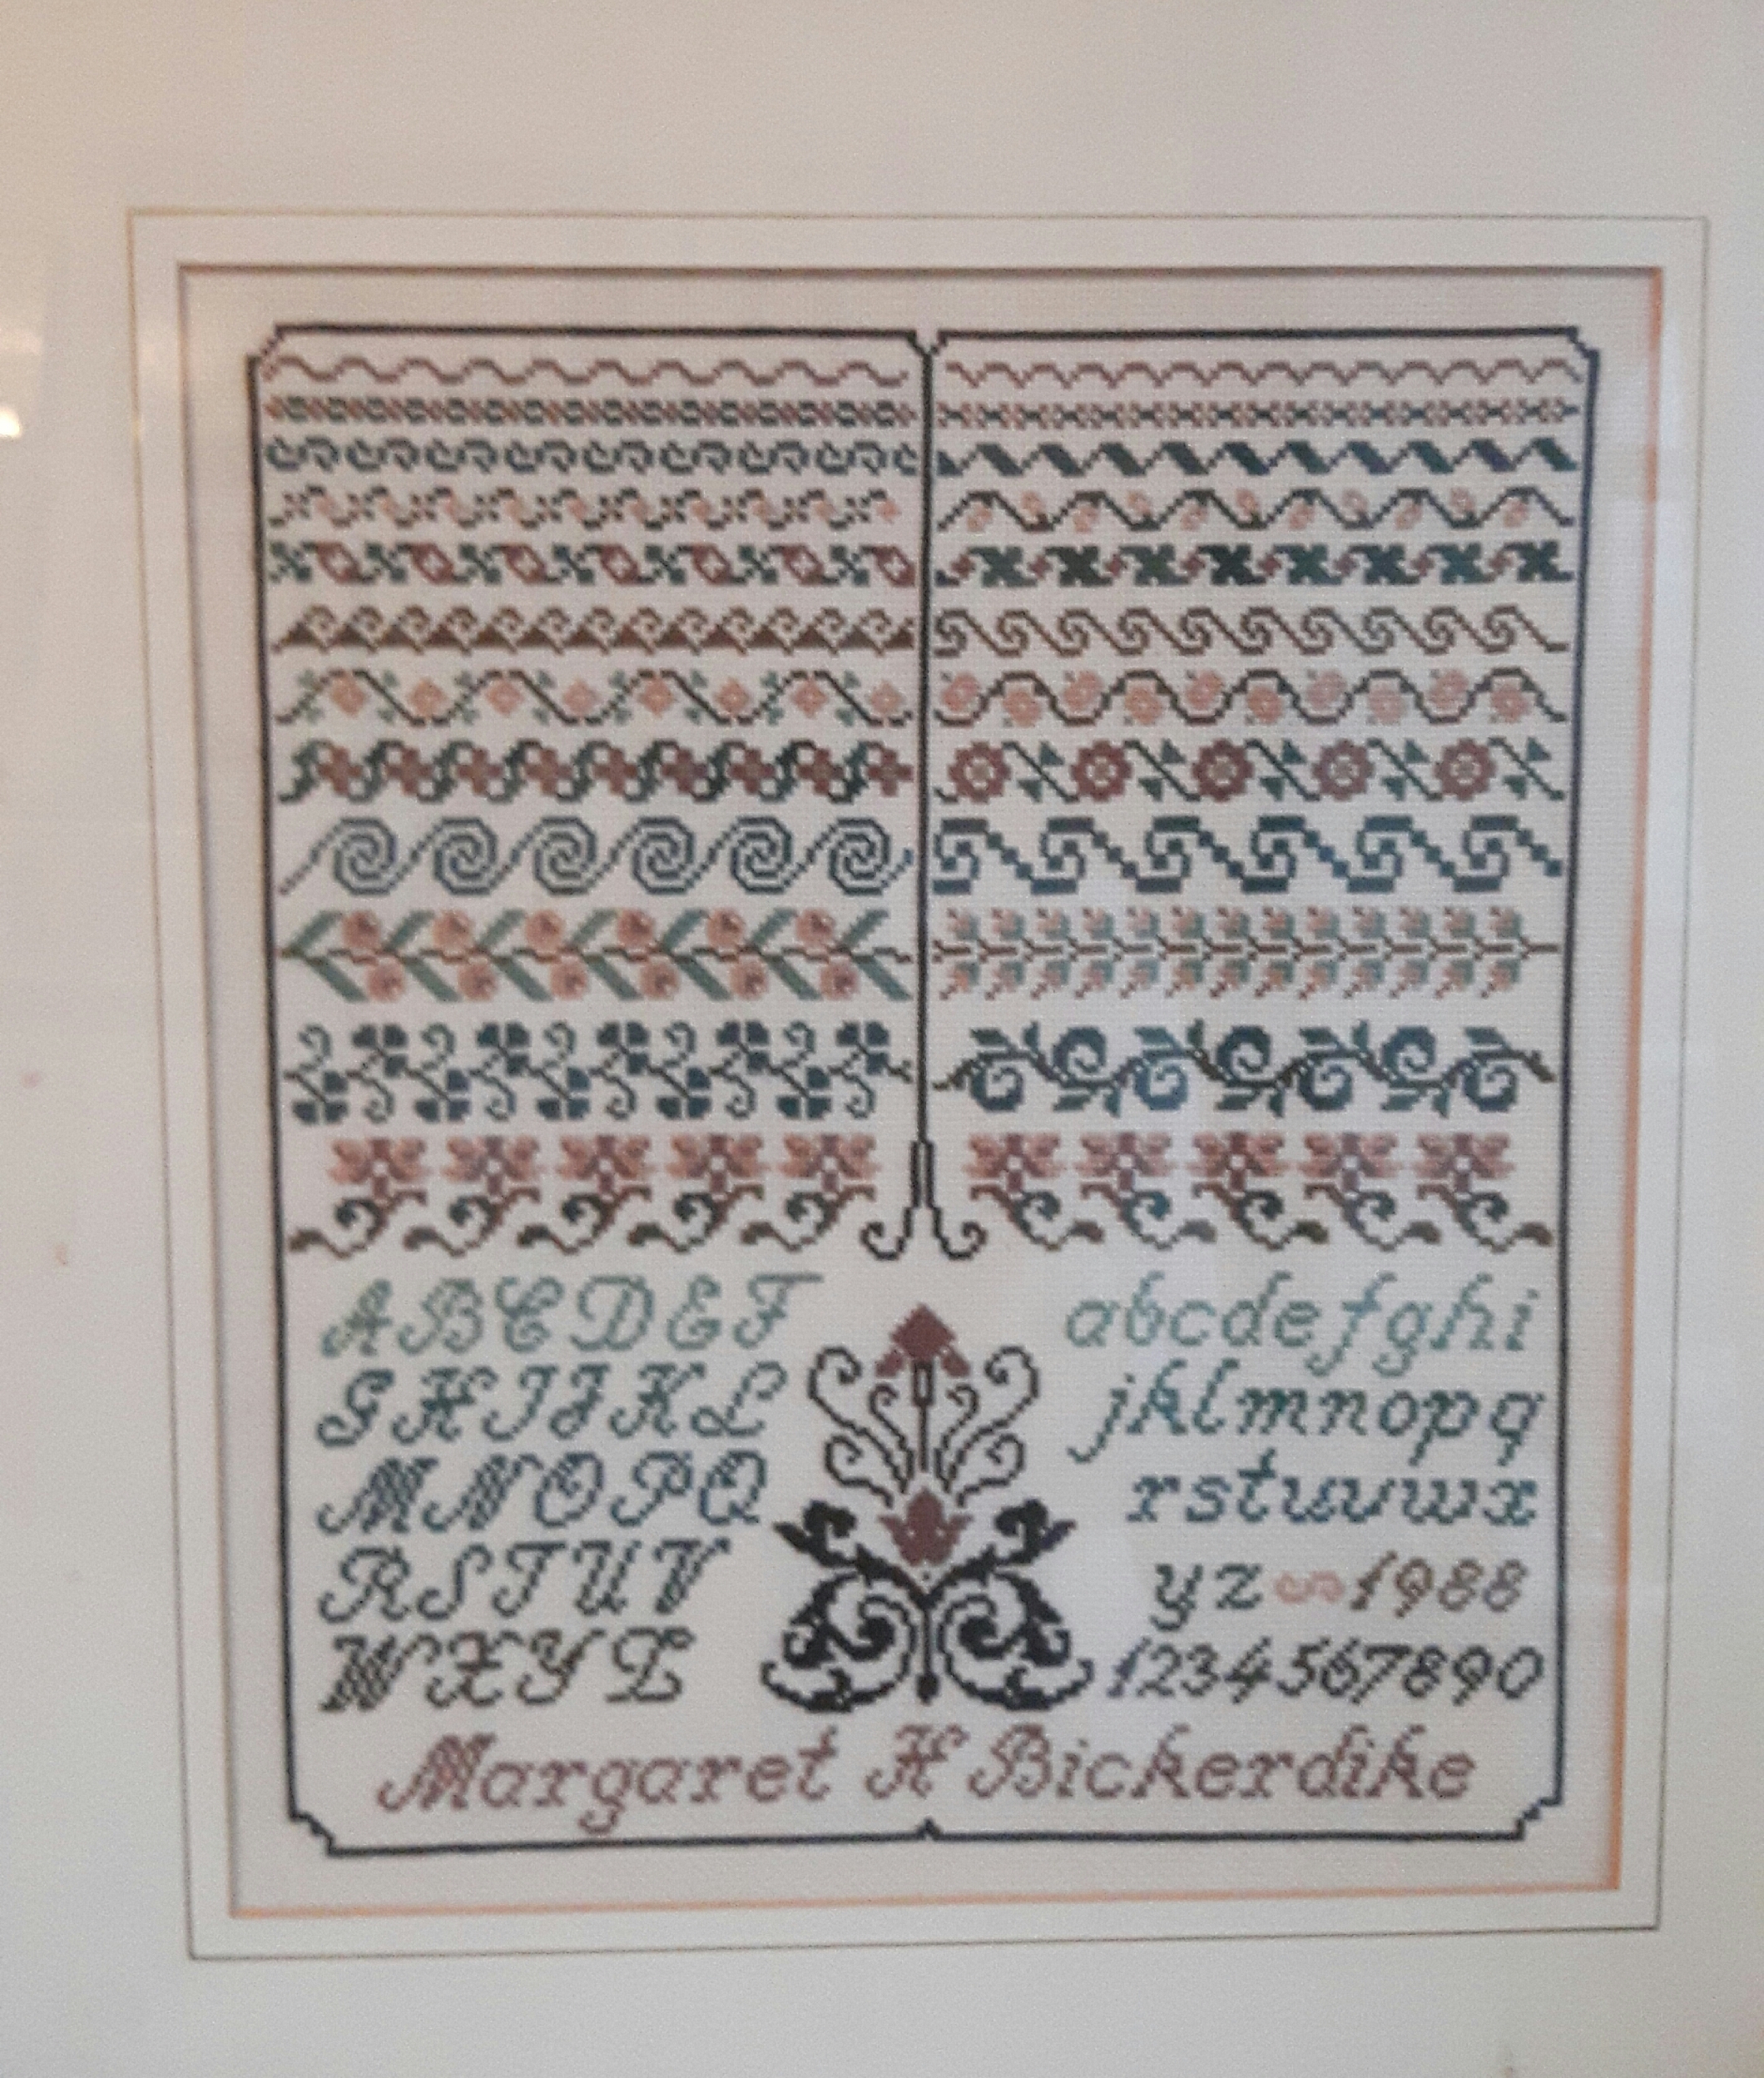 ABCDEF
GHIJKL
MNOPQ
RSTUV
WXYZ
abcdefghi
jklmnopq
rstuvwx
yz 1988
1234567890
Margaret H Bickerdike